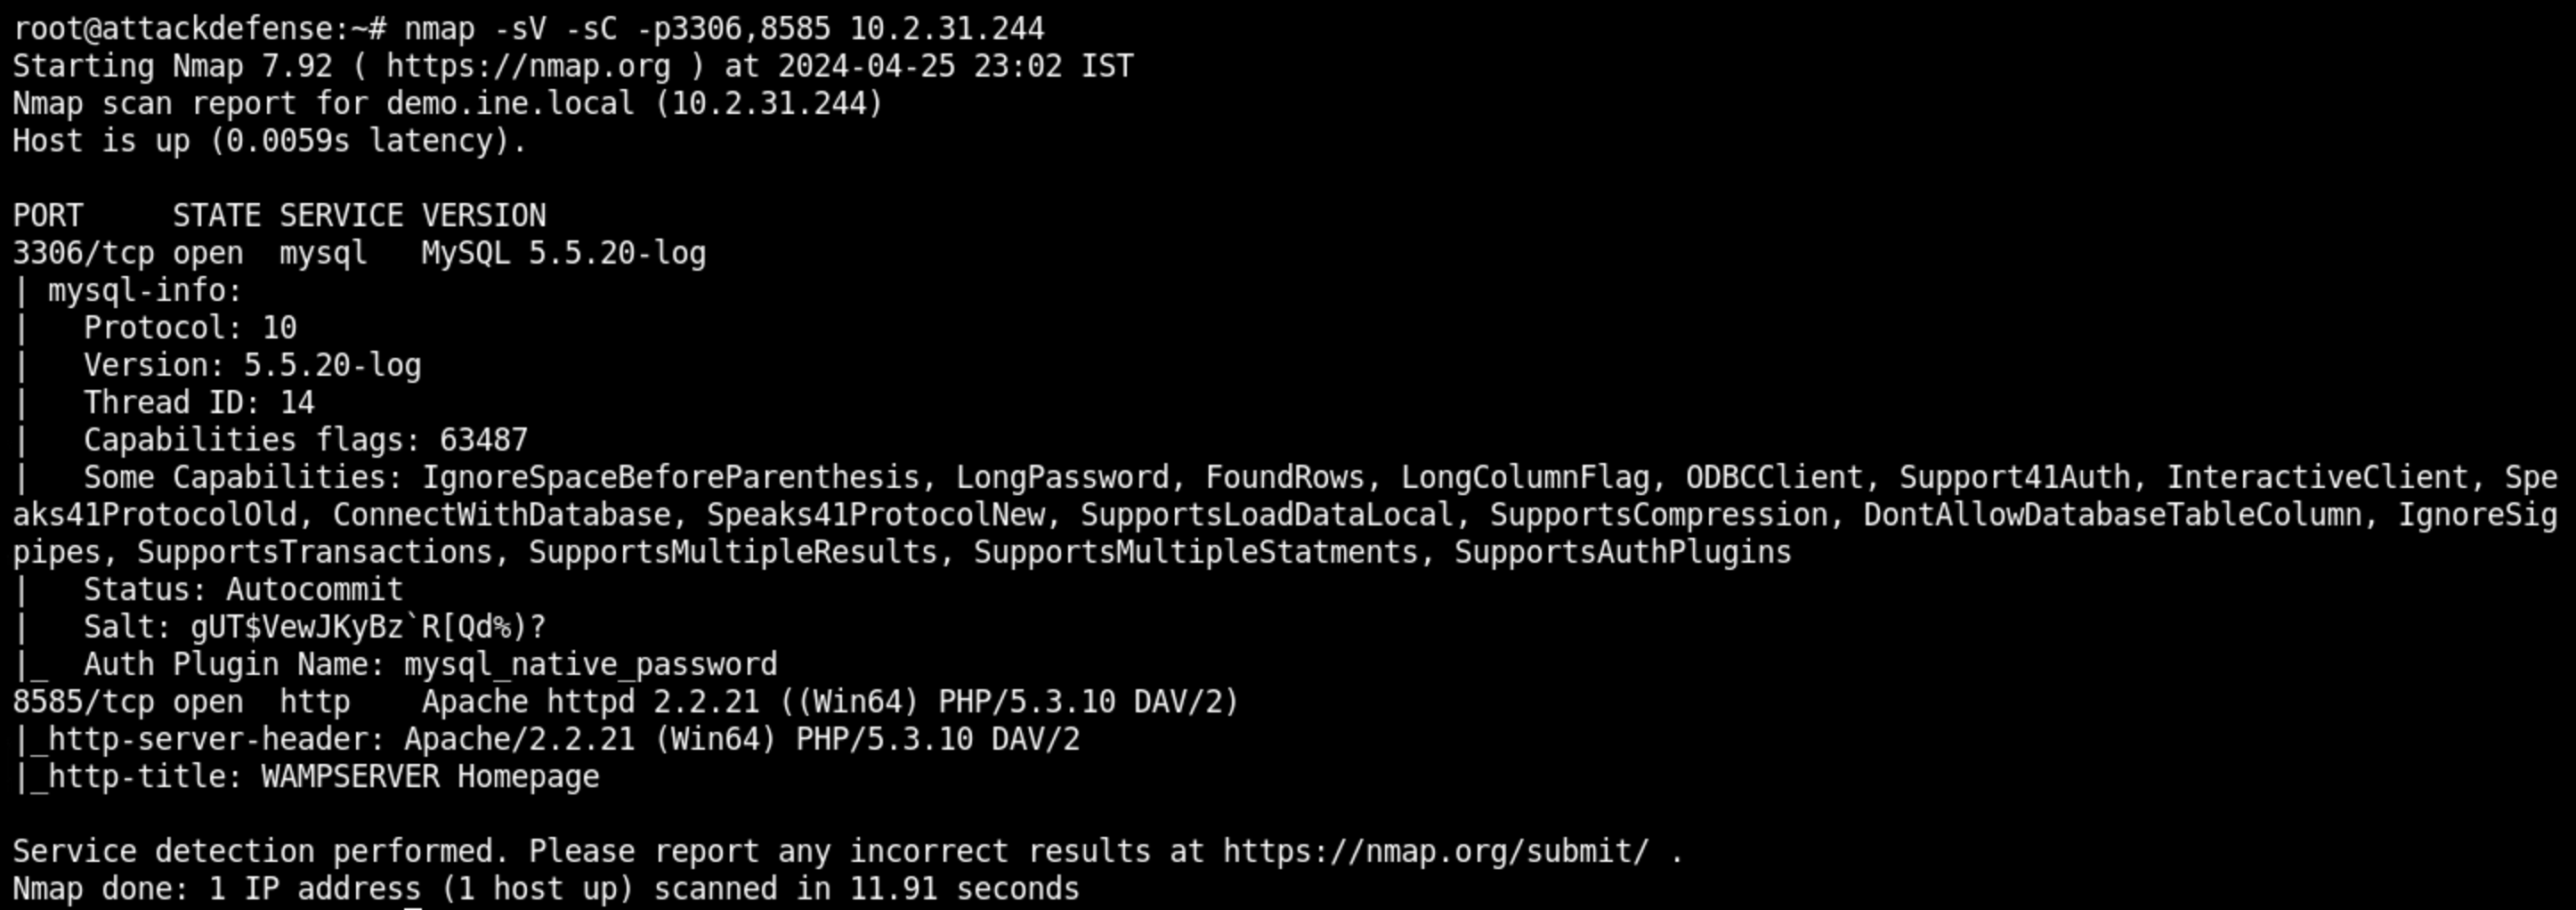 root@attackdefense:~# nmap -sV -sC -p3306,8585 10.2.31.244
Starting Nmap 7.92 ( https://nmap.org ) at 2024-04-25 23:02 IST
Nmap scan report for demo.ine.local (10.2.31.244)
Host is up (0.0059s latency).

PORT     STATE SERVICE VERSION
3306/tcp open  mysql   MySQL 5.5.20-log
| mysql-info:
|   Protocol: 10
|   Version: 5.5.20-log
|   Thread ID: 14
|   Capabilities flags: 63487
|   Some Capabilities: IgnoreSpaceBeforeParenthesis, LongPassword, FoundRows, LongColumnFlag, ODBCClient, Support41Auth, InteractiveClient, Spe
aks41ProtocolOld, ConnectWithDatabase, Speaks41ProtocolNew, SupportsLoadDataLocal, SupportsCompression, DontAllowDatabaseTableColumn, IgnoreSig
pipes, SupportsTransactions, SupportsMultipleResults, SupportsMultipleStatments, SupportsAuthPlugins
|   Status: Autocommit
|   Salt: gUT$VewJKyBz`R[Qd%)?
|_  Auth Plugin Name: mysql_native_password
8585/tcp open  http    Apache httpd 2.2.21 ((Win64) PHP/5.3.10 DAV/2)
|_http-server-header: Apache/2.2.21 (Win64) PHP/5.3.10 DAV/2
|_http-title: WAMPSERVER Homepage

Service detection performed. Please report any incorrect results at https://nmap.org/submit/ .
Nmap done: 1 IP address (1 host up) scanned in 11.91 seconds